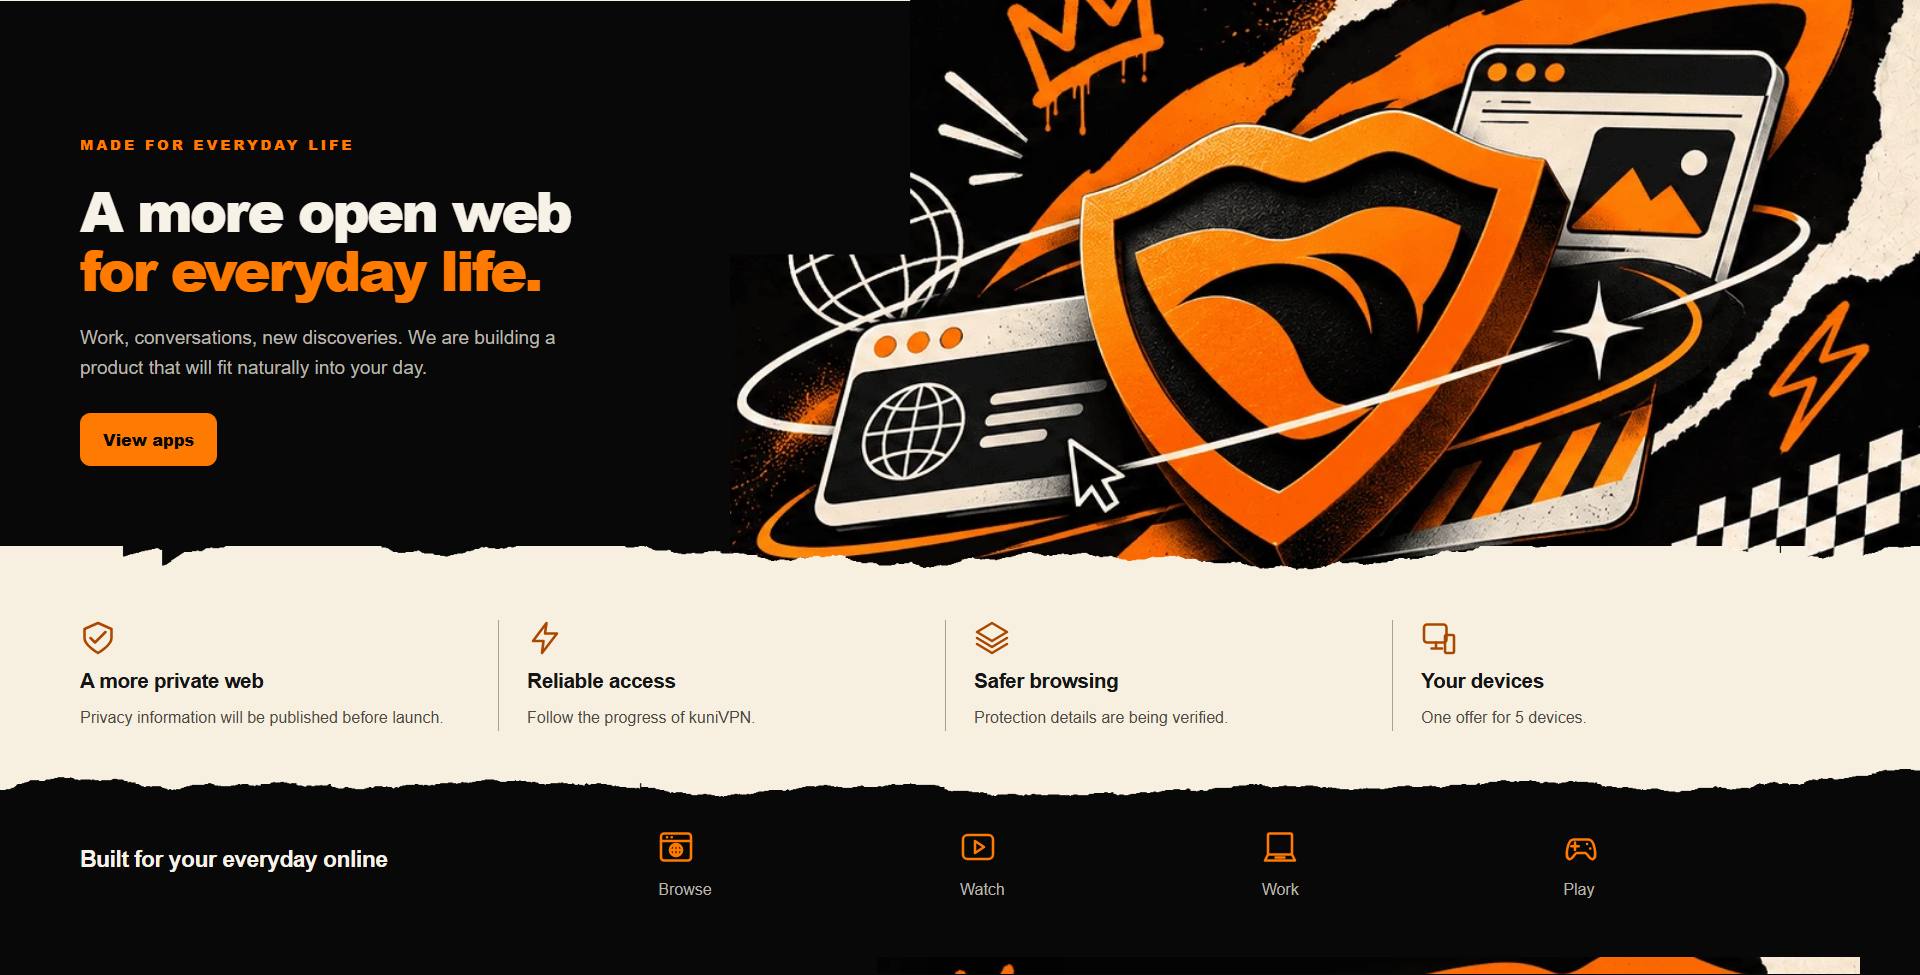 MADE FOR EVERYDAY LIFE
A more open web
for everyday life.
Work, conversations, new discoveries. We are building a
product that will fit naturally into your day.
View apps
A more private web
Privacy information will be published before launch.
Reliable access
Follow the progress of kuniVPN.
Safer browsing
Protection details are being verified.
Your devices
One offer for 5 devices.
Built for your everyday online
Browse
Watch
Work
Play